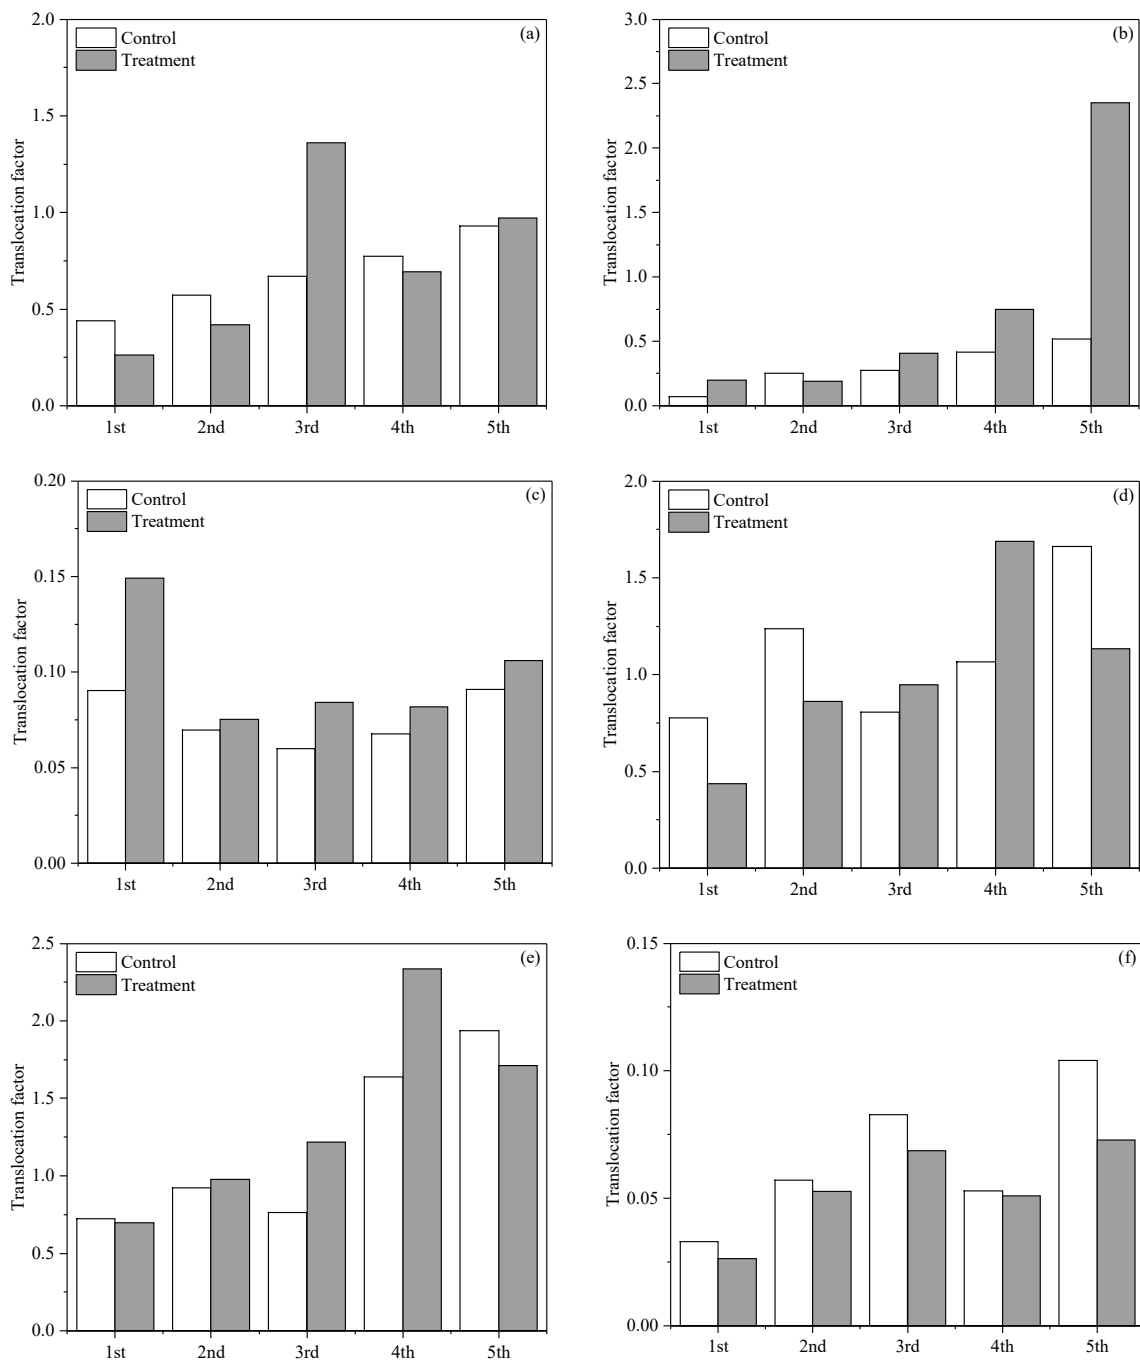 (a)
Control
Treatment
Translocation factor
2.0
1.5
1.0
0.5
0.0
1st 2nd 3rd 4th 5th
(b)
Control
Treatment
Translocation factor
3.0
2.5
2.0
1.5
1.0
0.5
0.0
1st 2nd 3rd 4th 5th
(c)
Control
Treatment
Translocation factor
0.20
0.15
0.10
0.05
0.00
1st 2nd 3rd 4th 5th
(d)
Control
Treatment
Translocation factor
2.0
1.5
1.0
0.5
0.0
1st 2nd 3rd 4th 5th
(e)
Control
Treatment
Translocation factor
2.5
2.0
1.5
1.0
0.5
0.0
1st 2nd 3rd 4th 5th
(f)
Control
Treatment
Translocation factor
0.15
0.10
0.05
0.00
1st 2nd 3rd 4th 5th